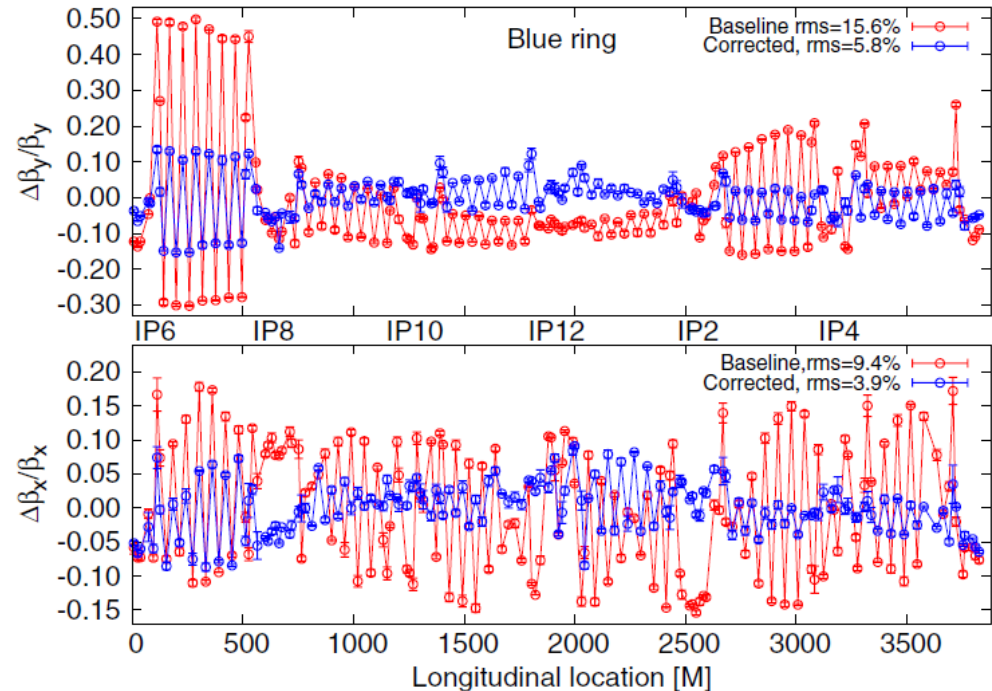 Blue ring
Baseline rms=15.6%
Corrected, rms=5.8%
Δβy/βy
0.50
0.40
0.30
0.20
0.10
0.00
-0.10
-0.20
-0.30
IP6 IP8 IP10 IP12 IP2 IP4
Baseline,rms=9.4%
Corrected, rms=3.9%
Δβx/βx
0.20
0.15
0.10
0.05
0.00
-0.05
-0.10
-0.15
0 500 1000 1500 2000 2500 3000 3500
Longitudinal location [M]